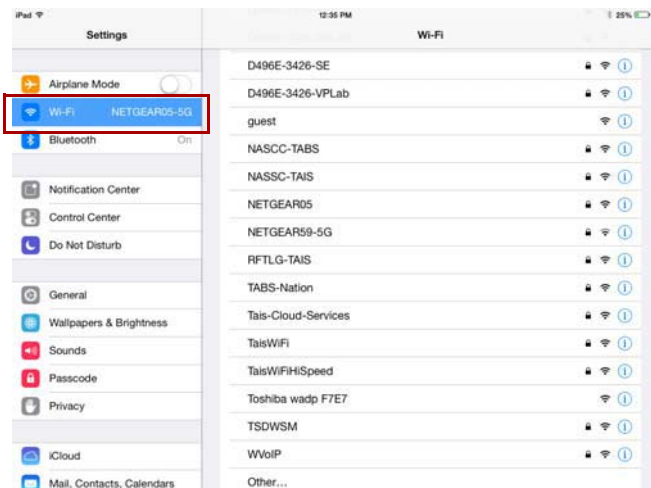 iPad 12:35 PM 25%
Settings
Wi-Fi
Airplane Mode
Wi-Fi NETGEAR05-5G
Bluetooth On
Notification Center
Control Center
Do Not Disturb
General
Wallpapers & Brightness
Sounds
Passcode
Privacy
iCloud
Mail, Contacts, Calendars
D496E-3426-SE
D496E-3426-VPLab
guest
NASCC-TABS
NASSC-TAIS
NETGEAR05
NETGEAR59-5G
RFTLG-TAIS
TABS-Nation
Tais-Cloud-Services
TaisWiFi
TaisWiFiHiSpeed
Toshiba wadp F7E7
TSDWSM
WVoIP
Other...